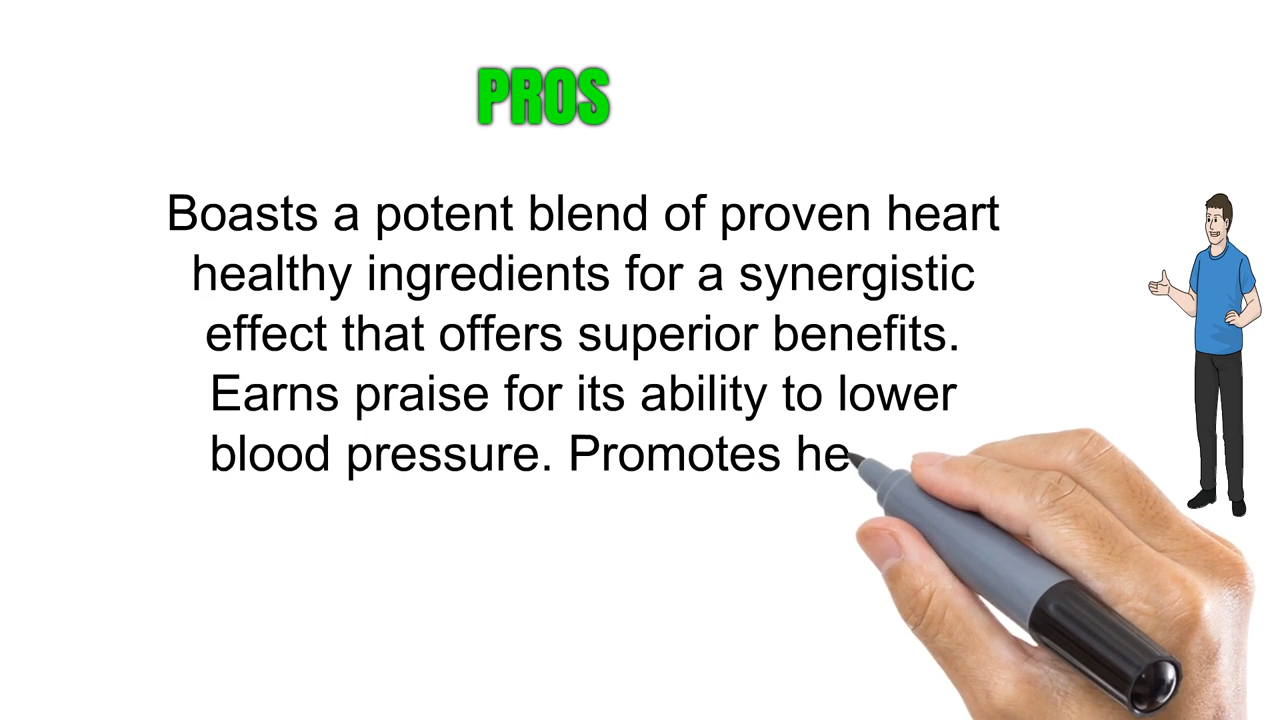 PROS
Boasts a potent blend of proven heart
healthy ingredients for a synergistic
effect that offers superior benefits.
Earns praise for its ability to lower
blood pressure. Promotes he